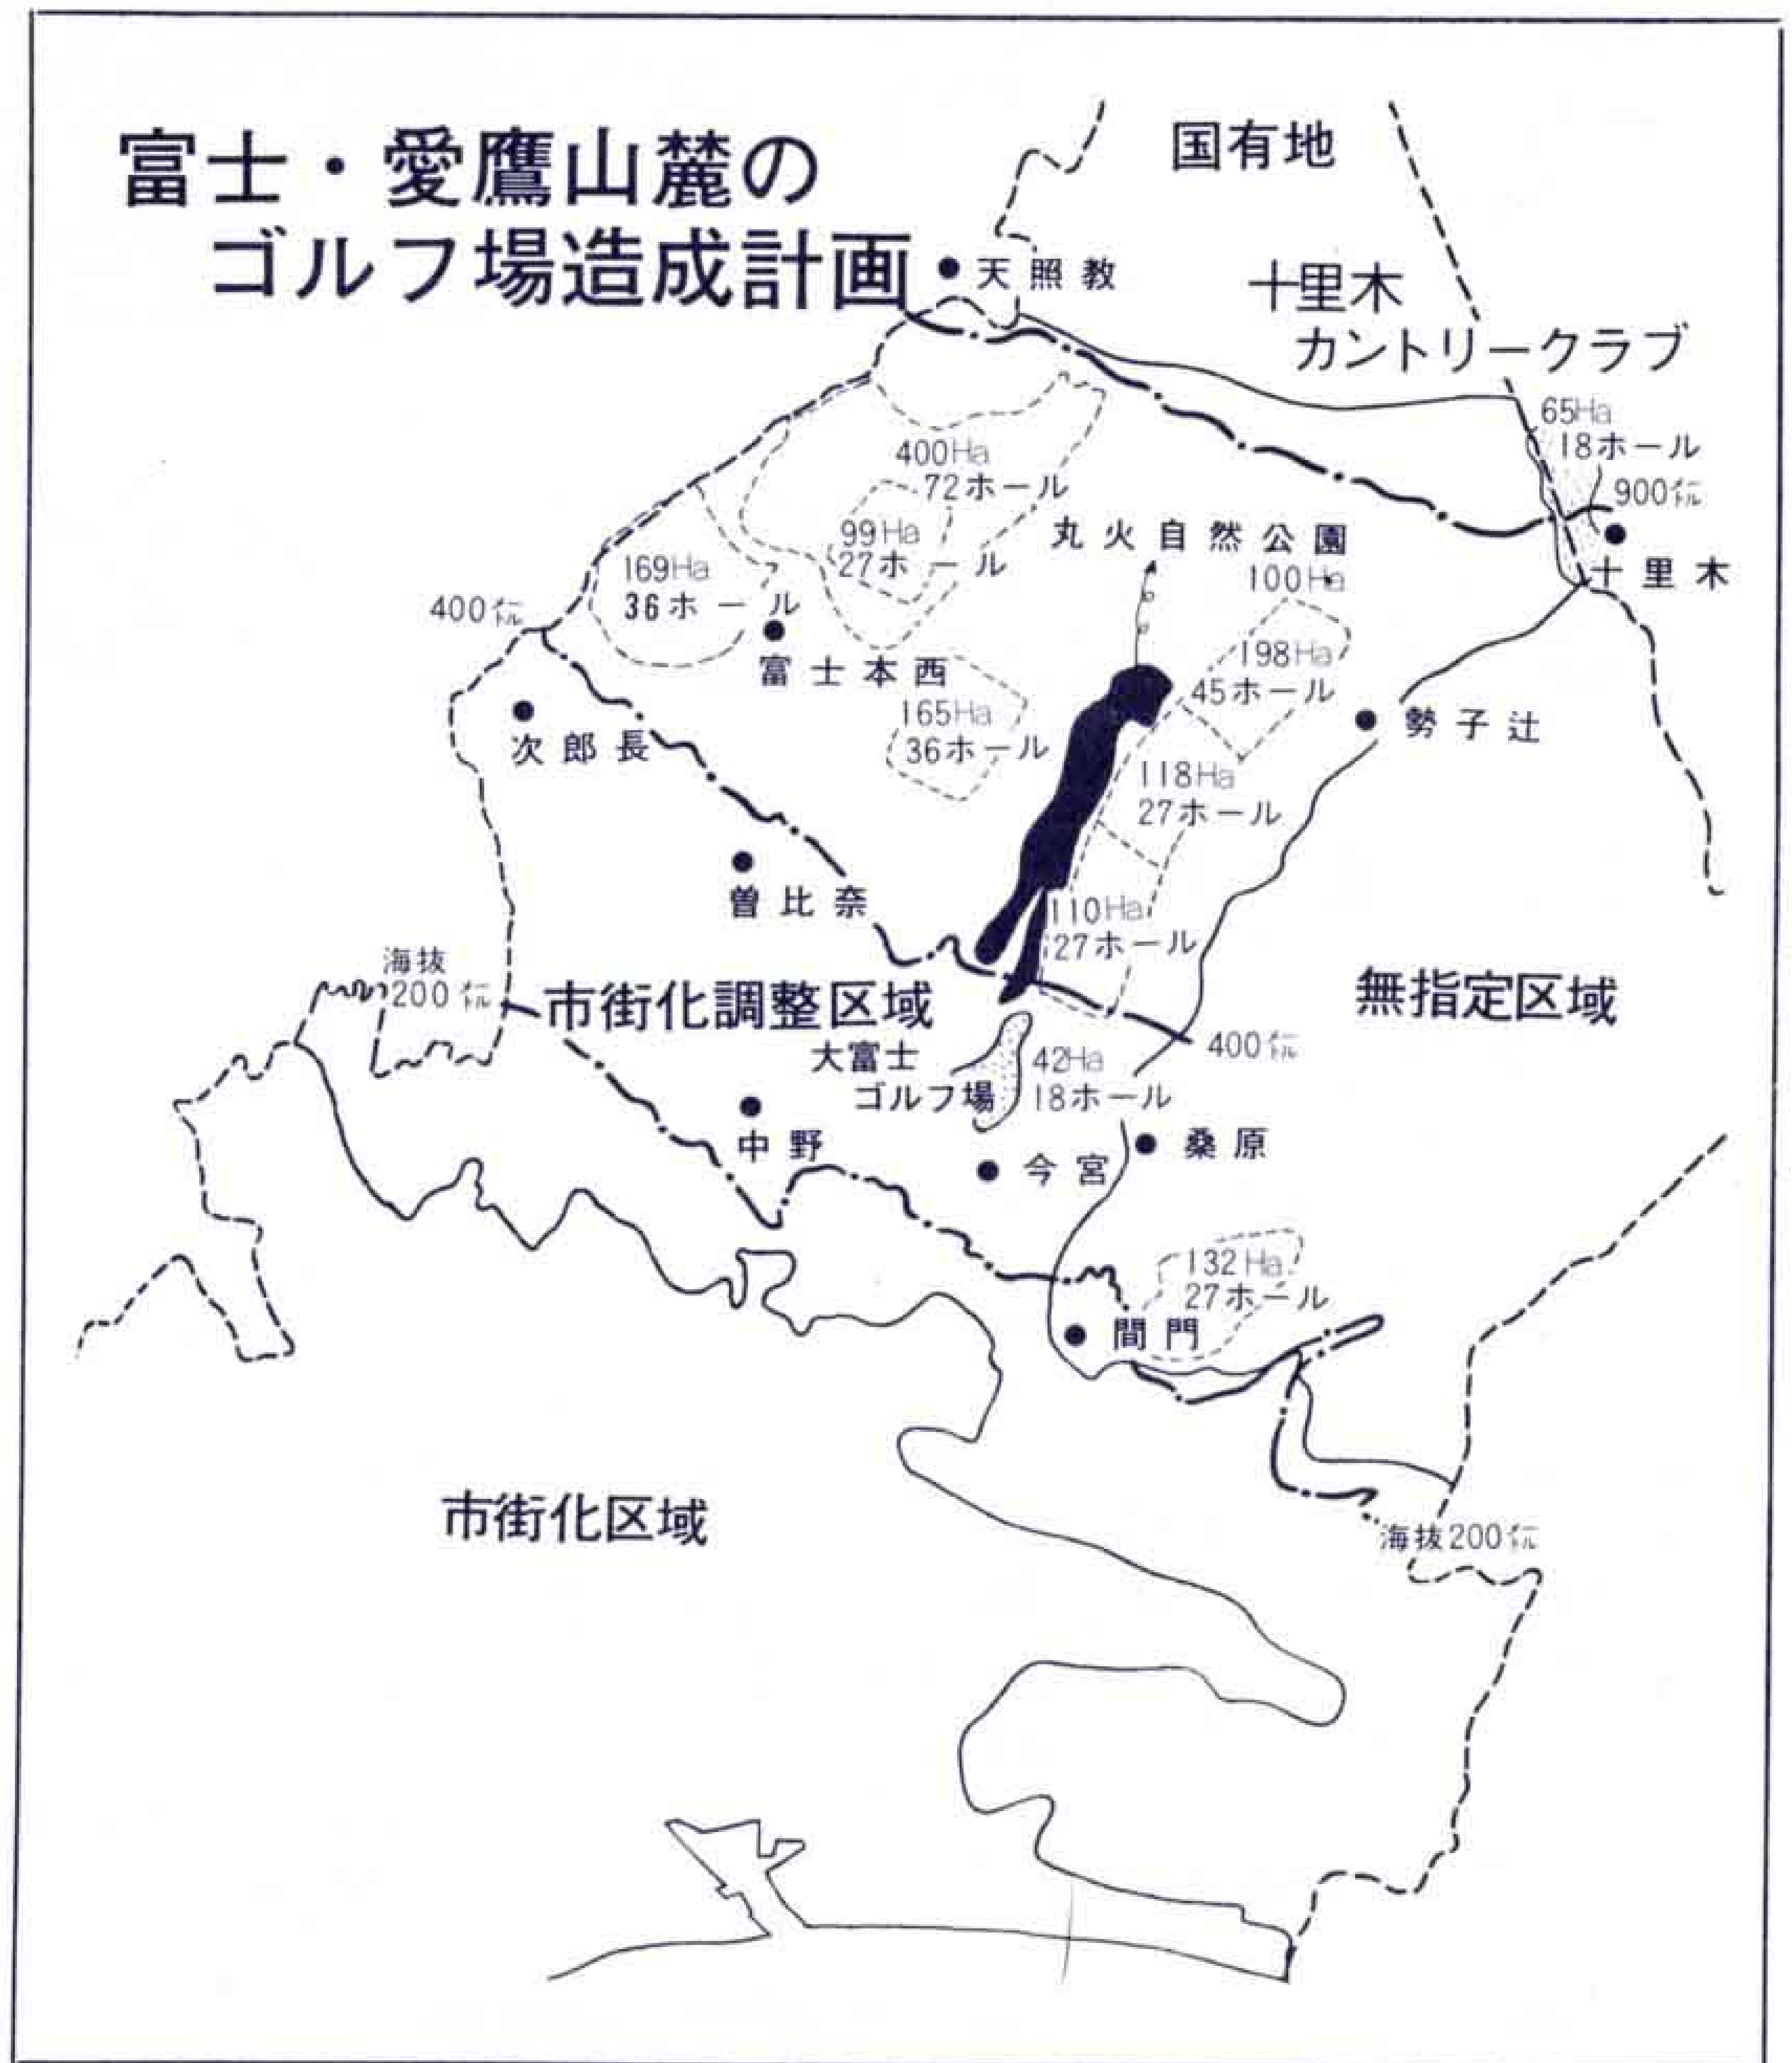 富士・愛鷹山麓の
ゴルフ場造成計画
国有地
天照教
十里木
カントリークラブ
65Ha
18ホール
900メートル
十里木
400Ha
72ホール
99Ha
27ホール
丸火自然公園
100Ha
169Ha
36ホール
400メートル
富士本西
198Ha
45ホール
165Ha
36ホール
勢子辻
次郎長
118Ha
27ホール
曽比奈
110Ha
27ホール
海抜
200メートル
市街化調整区域
無指定区域
400メートル
大富士
ゴルフ場
42Ha
18ホール
中野
今宮
桑原
132Ha
27ホール
間門
市街化区域
海抜200メートル